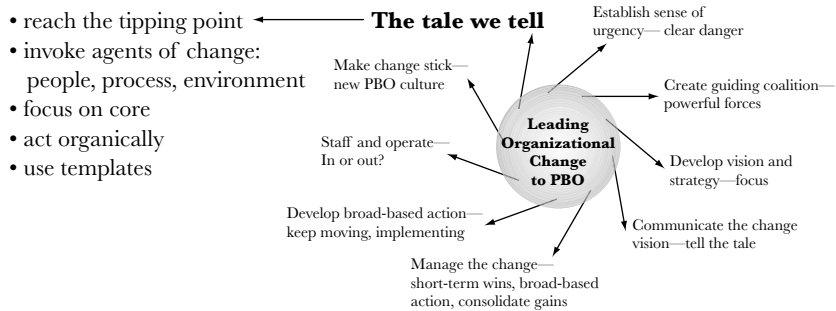 • reach the tipping point
• invoke agents of change:
people, process, environment
• focus on core
• act organically
• use templates
The tale we tell
Establish sense of
urgency— clear danger
Create guiding coalition—
powerful forces
Develop vision and
strategy—focus
Communicate the change
vision—tell the tale
Manage the change—
short-term wins, broad-based
action, consolidate gains
Develop broad-based action—
keep moving, implementing
Staff and operate—
In or out?
Make change stick—
new PBO culture
Leading
Organizational
Change
to PBO